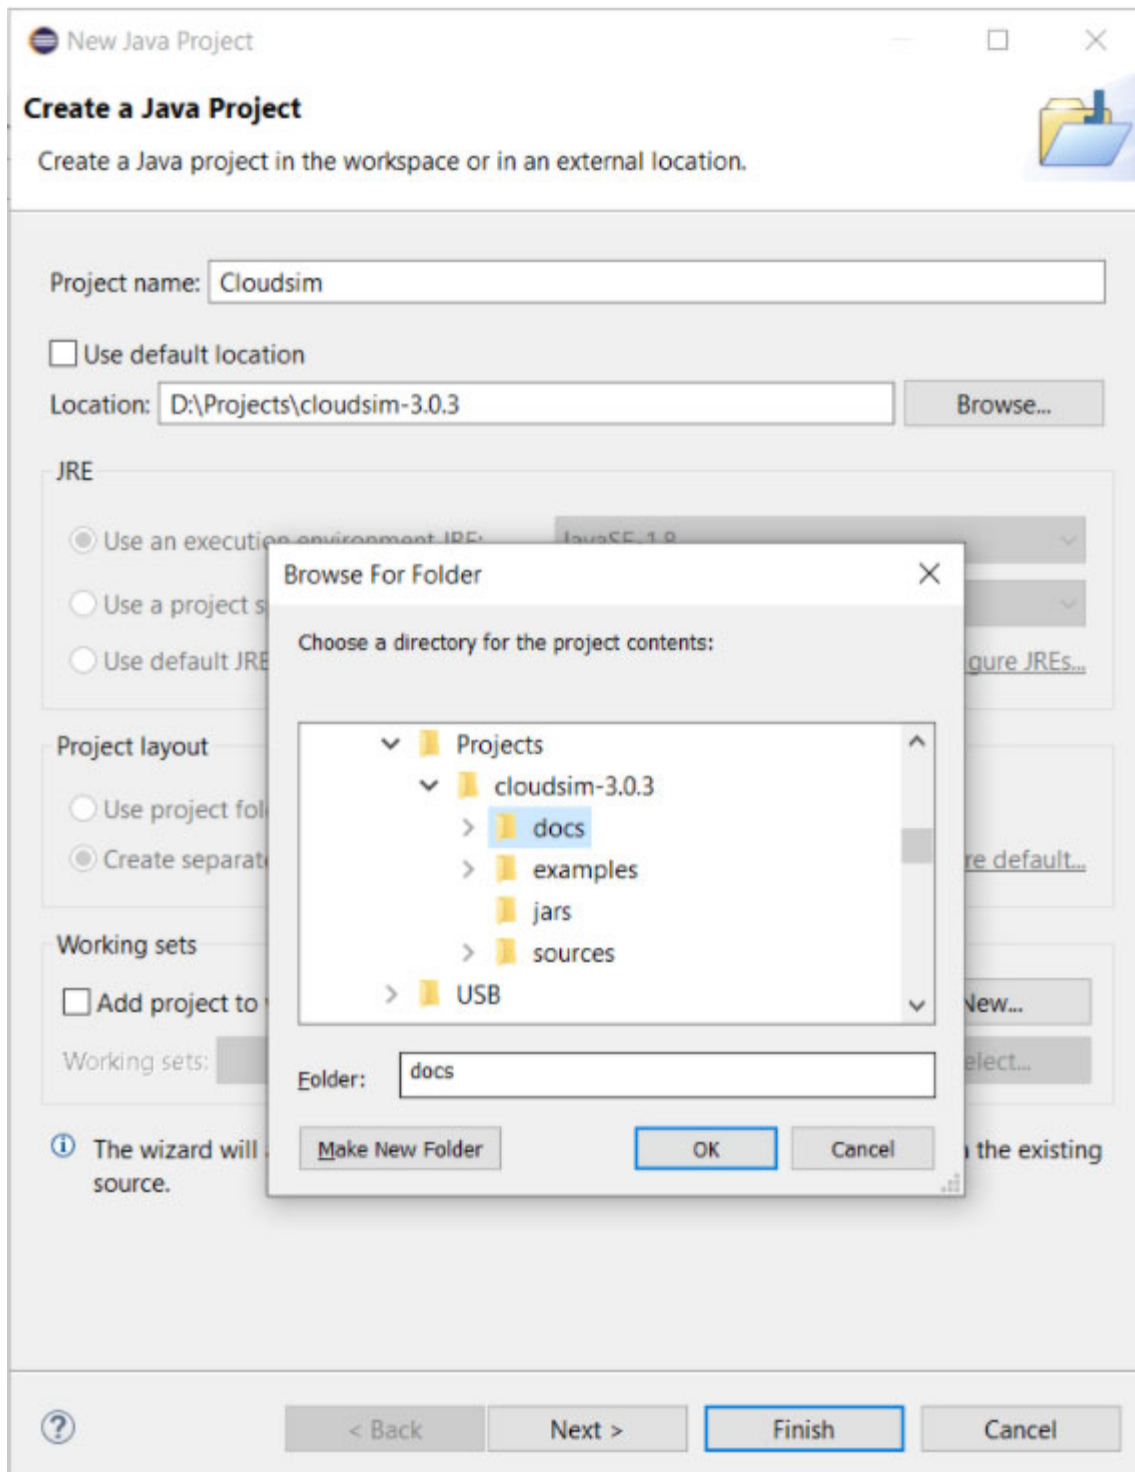 New Java Project
Create a Java Project
Create a Java project in the workspace or in an external location.
Project name: Cloudsim
Use default location
Location: D:\Projects\cloudsim-3.0.3 Browse...
JRE
Use an execution environment JRE: JavaSE-1.8
Use a project s
Use default JRE gure JREs...
Project layout
Use project fol
Create separat re default...
Working sets
Add project to New...
Working sets: elect...
The wizard will the existing
source.
Browse For Folder
Choose a directory for the project contents:
Projects
cloudsim-3.0.3
docs
examples
jars
sources
USB
Folder: docs
Make New Folder OK Cancel
< Back Next > Finish Cancel